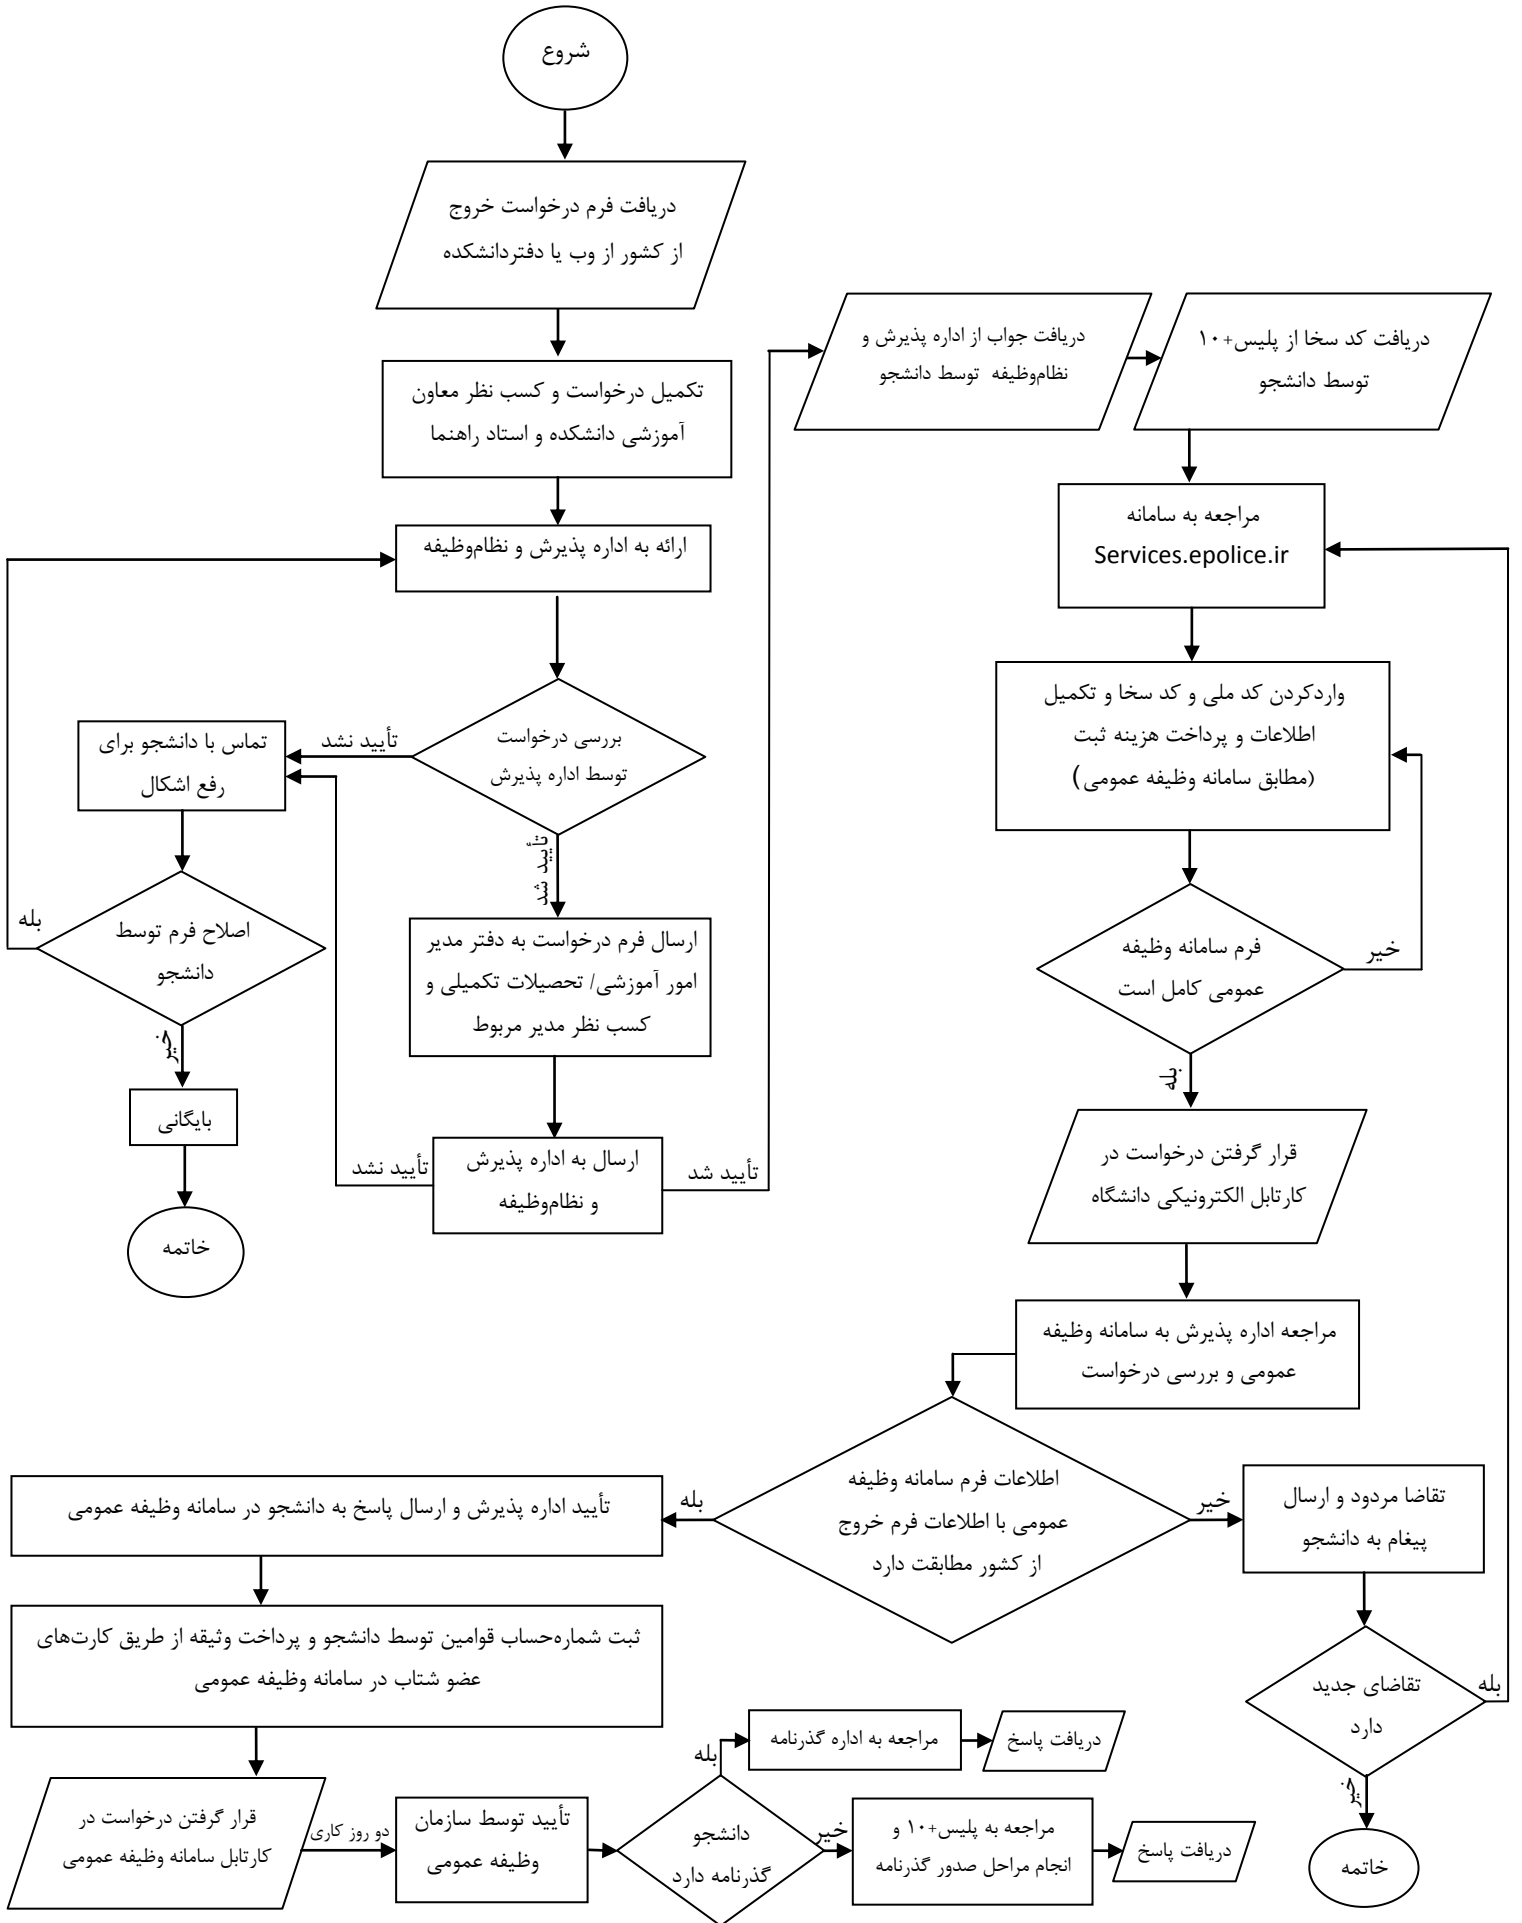 شروع
دریافت فرم درخواست خروج
از کشور از وب یا دفتردانشکده
تکمیل درخواست و کسب نظر معاون
آموزشی دانشکده و استاد راهنما
ارائه به اداره پذیرش و نظام‌وظیفه
بررسی درخواست
توسط اداره پذیرش
تأیید نشد
تماس با دانشجو برای
رفع اشکال
اصلاح فرم توسط
دانشجو
بله
خیر
بایگانی
خاتمه
تأیید شد
ارسال فرم درخواست به دفتر مدیر
امور آموزشی/ تحصیلات تکمیلی و
کسب نظر مدیر مربوط
ارسال به اداره پذیرش
و نظام‌وظیفه
تأیید نشد
تأیید شد
دریافت جواب از اداره پذیرش و
نظام‌وظیفه توسط دانشجو
دریافت کد سخا از پلیس+۱۰
توسط دانشجو
مراجعه به سامانه
Services.epolice.ir
واردکردن کد ملی و کد سخا و تکمیل
اطلاعات و پرداخت هزینه ثبت
(مطابق سامانه وظیفه عمومی)
فرم سامانه وظیفه
عمومی کامل است
خیر
بله
قرار گرفتن درخواست در
کارتابل الکترونیکی دانشگاه
مراجعه اداره پذیرش به سامانه وظیفه
عمومی و بررسی درخواست
اطلاعات فرم سامانه وظیفه
عمومی با اطلاعات فرم خروج
از کشور مطابقت دارد
خیر
تقاضا مردود و ارسال
پیغام به دانشجو
تقاضای جدید
دارد
بله
خیر
خاتمه
بله
تأیید اداره پذیرش و ارسال پاسخ به دانشجو در سامانه وظیفه عمومی
ثبت شماره‌حساب قوامین توسط دانشجو و پرداخت وثیقه از طریق کارت‌های
عضو شتاب در سامانه وظیفه عمومی
قرار گرفتن درخواست در
کارتابل سامانه وظیفه عمومی
دو روز کاری
تأیید توسط سازمان
وظیفه عمومی
دانشجو
گذرنامه دارد
بله
مراجعه به اداره گذرنامه
دریافت پاسخ
خیر
مراجعه به پلیس+۱۰ و
انجام مراحل صدور گذرنامه
دریافت پاسخ